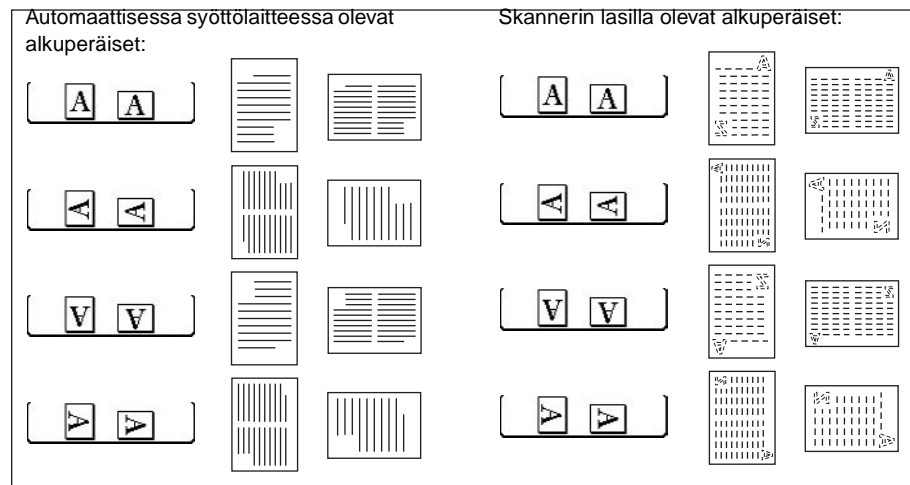 Automaattisessa syöttölaitteessa olevat
alkuperäiset:
A A
A A
A A
A A
Skannerin lasilla olevat alkuperäiset:
A A
A A
A A
A A